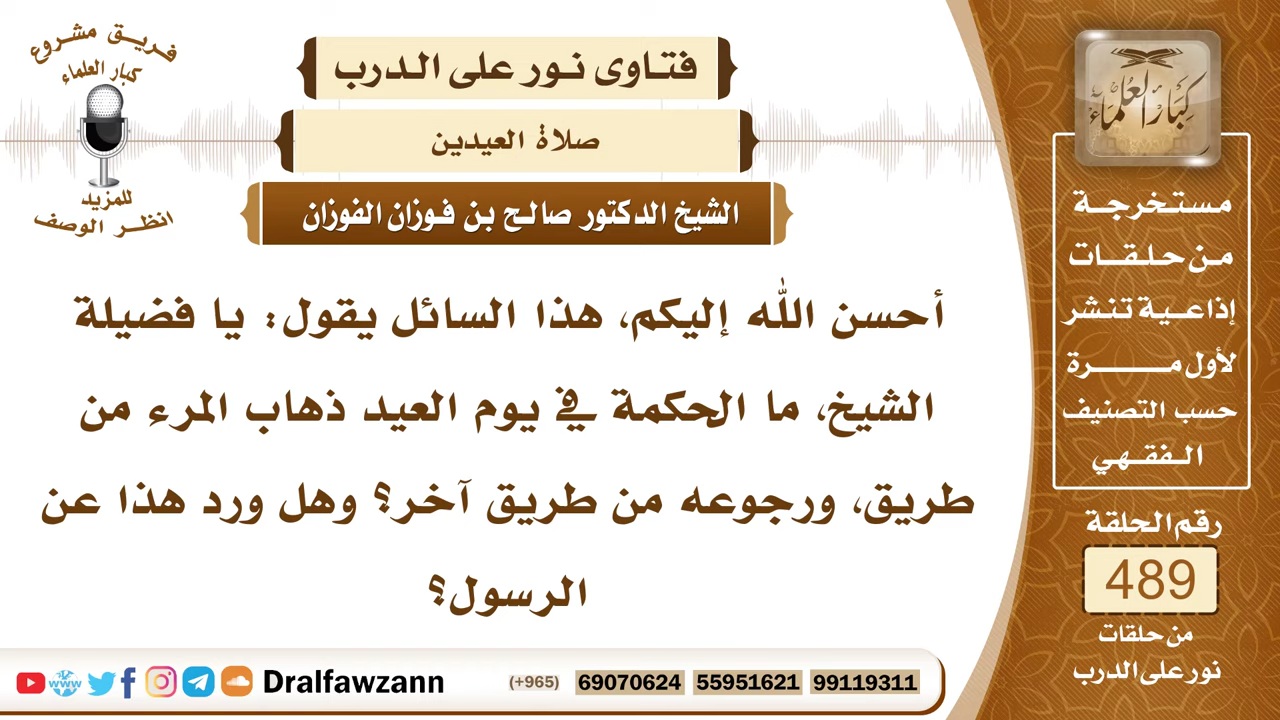 فتاوى نور على الدرب
صلاة العيدين
الشيخ الدكتور صالح بن فوزان الفوزان
أحسن الله إليكم، هذا السائل يقول: يا فضيلة
الشيخ، ما الحكمة في يوم العيد ذهاب المرء من
طريق، ورجوعه من طريق آخر؟ وهل ورد هذا عن
الرسول؟
فريق مشروع
كبار العلماء
للمزيد
انظر الوصف
كبار العلماء
مستخرجة
من حلقات
إذاعية تنشر
لأول مرة
حسب التصنيف
الفقهي
رقم الحلقة
489
من حلقات
نور على الدرب
www Dralfawzann (+965) 69070624 55951621 99119311